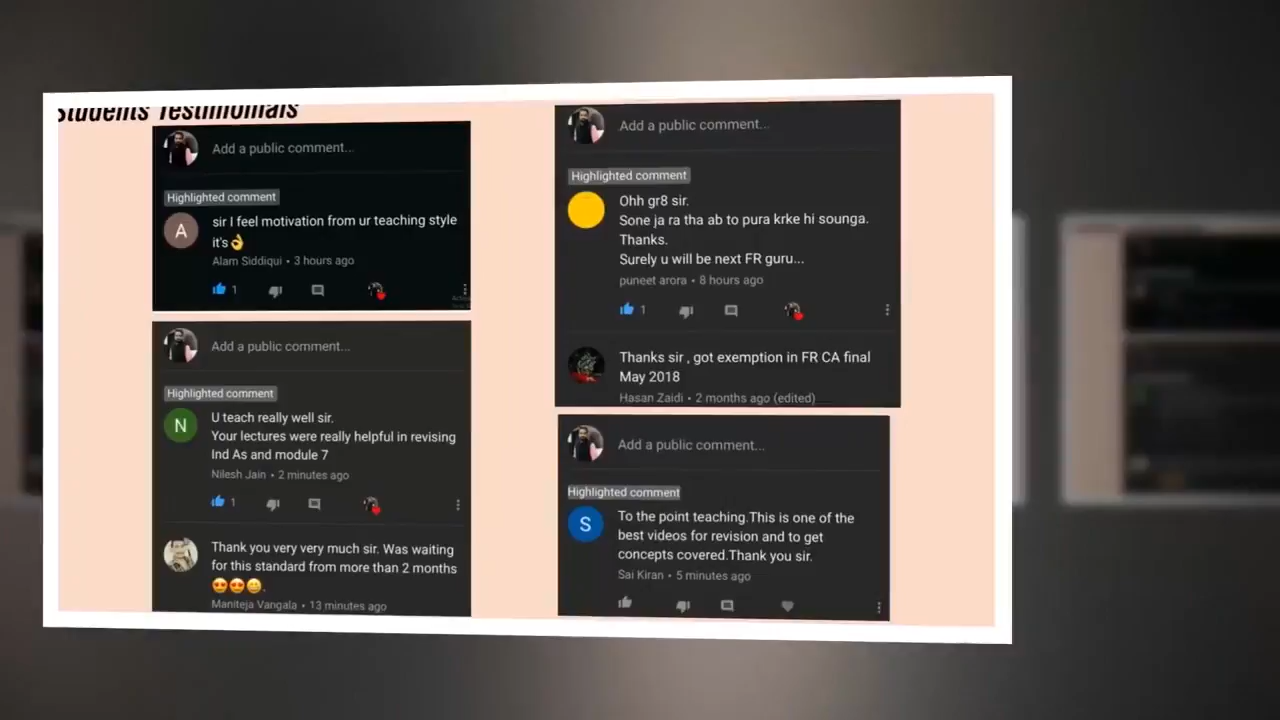 Students Testimonials
Add a public comment...
Highlighted comment
sir I feel motivation from ur teaching style
it's👌
Alam Siddiqui • 3 hours ago
1
Add a public comment...
Highlighted comment
U teach really well sir.
Your lectures were really helpful in revising
Ind As and module 7
Nilesh Jain • 2 minutes ago
1
Thank you very very much sir. Was waiting
for this standard from more than 2 months
😍😍😄.
Maniteja Vangala • 13 minutes ago
Add a public comment...
Highlighted comment
Ohh gr8 sir.
Sone ja ra tha ab to pura krke hi sounga.
Thanks.
Surely u will be next FR guru...
puneet arora • 8 hours ago
1
Thanks sir , got exemption in FR CA final
May 2018
Hasan Zaidi • 2 months ago (edited)
Add a public comment...
Highlighted comment
S
To the point teaching.This is one of the
best videos for revision and to get
concepts covered.Thank you sir.
Sai Kiran • 5 minutes ago